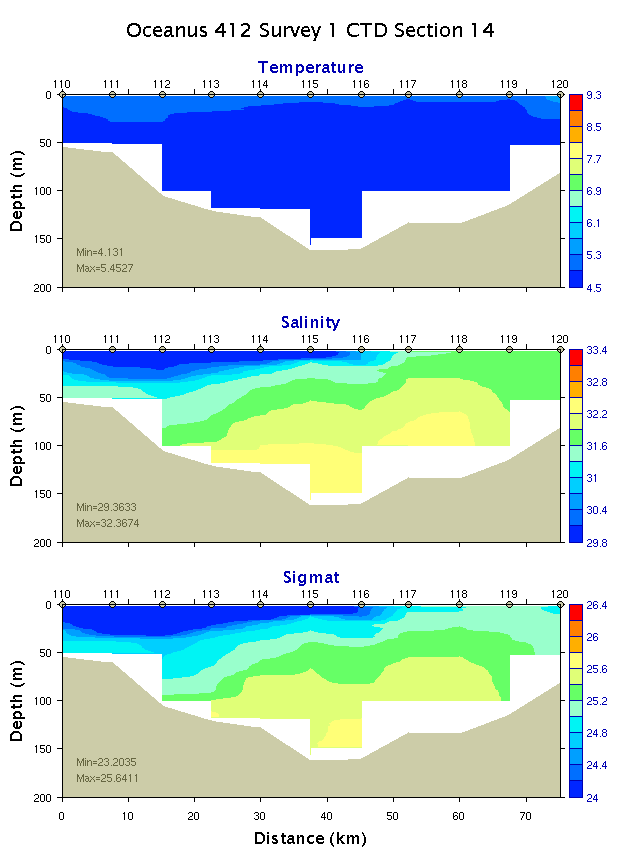 Oceanus 412 Survey 1 CTD Section 14
Temperature
110 111 112 113 114 115 116 117 118 119 120
0
50
100
150
200
Depth (m)
Min=4.131
Max=5.4527
9.3
8.5
7.7
6.9
6.1
5.3
4.5
Salinity
110 111 112 113 114 115 116 117 118 119 120
0
50
100
150
200
Depth (m)
Min=29.3633
Max=32.3674
33.4
32.8
32.2
31.6
31
30.4
29.8
Sigmat
110 111 112 113 114 115 116 117 118 119 120
0
50
100
150
200
Depth (m)
Min=23.2035
Max=25.6411
26.4
26
25.6
25.2
24.8
24.4
24
0 10 20 30 40 50 60 70
Distance (km)